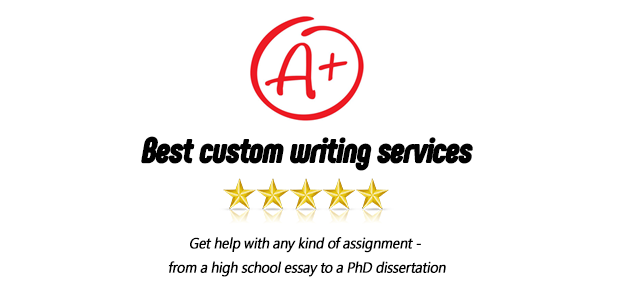 A+
Best custom writing services
Get help with any kind of assignment -
from a high school essay to a PhD dissertation